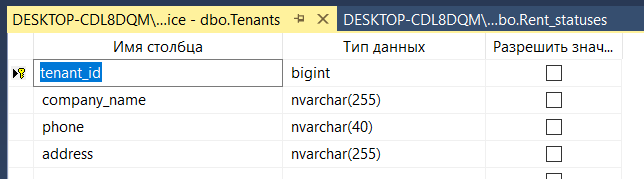 DESKTOP-CDL8DQM\...ice - dbo.Tenants DESKTOP-CDL8DQM\...bo.Rent_statuses
Имя столбца Тип данных Разрешить знач...
tenant_id bigint
company_name nvarchar(255)
phone nvarchar(40)
address nvarchar(255)